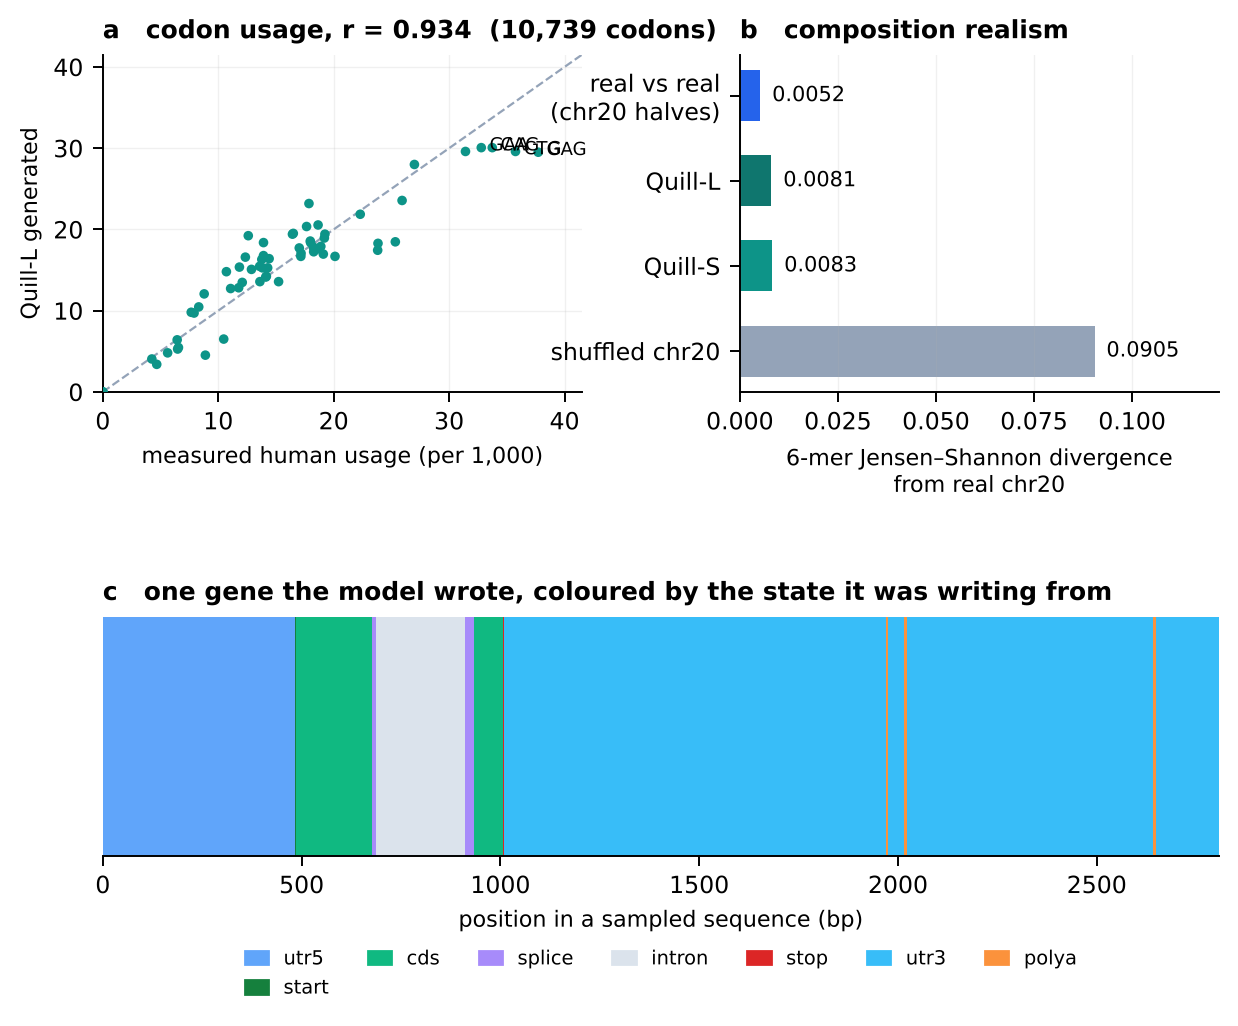 a codon usage, r = 0.934 (10,739 codons)
40
30
20
10
0
Quill-L generated
GAG
0
10
20
30
40
measured human usage (per 1,000)
b composition realism
real vs real
(chr20 halves)
Quill-L
Quill-S
shuffled chr20
0.0052
0.0081
0.0083
0.0905
0.000
0.025
0.050
0.075
0.100
6-mer Jensen–Shannon divergence
from real chr20
c one gene the model wrote, coloured by the state it was writing from
0
500
1000
1500
2000
2500
position in a sampled sequence (bp)
utr5 cds splice intron stop utr3 polya
start